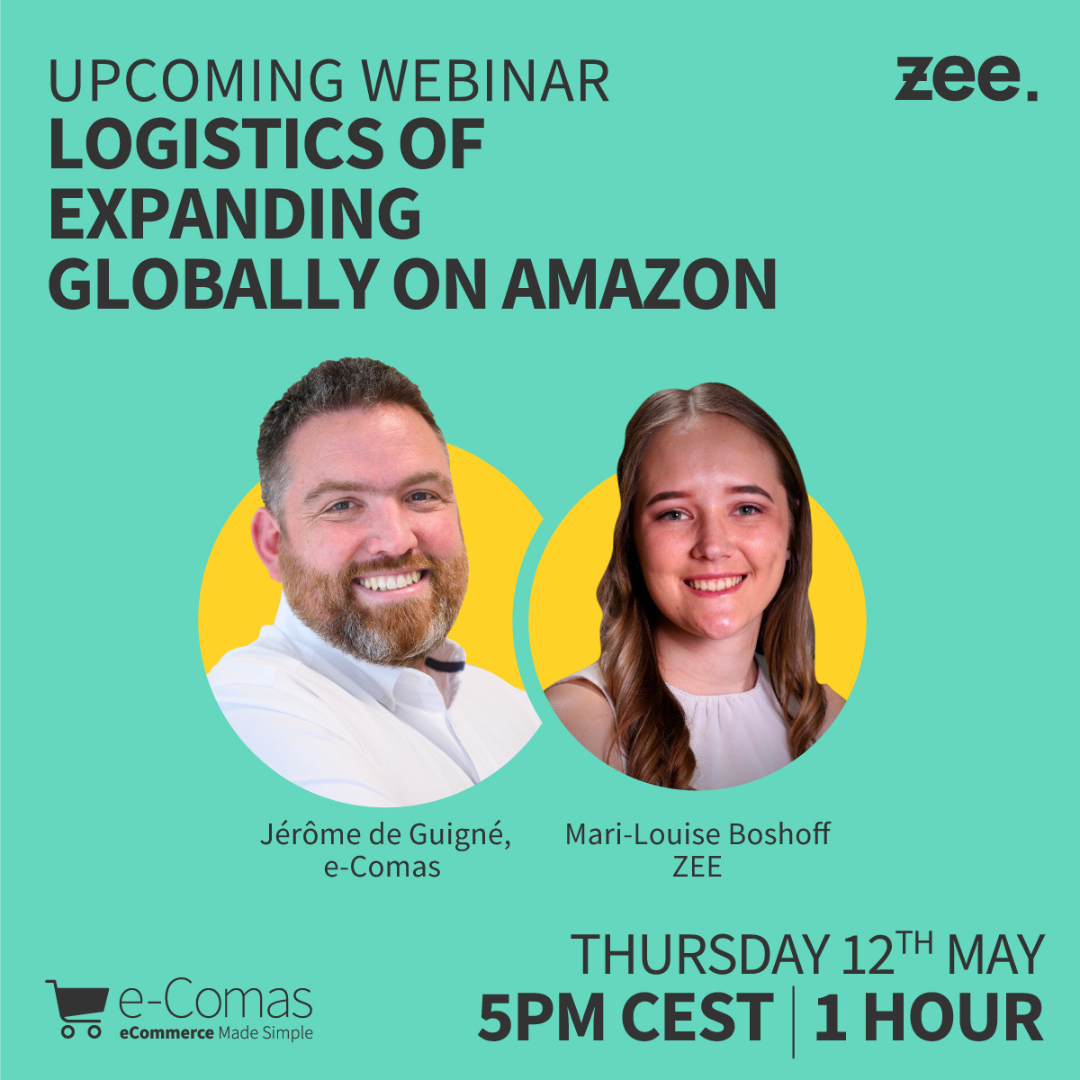 UPCOMING WEBINAR
zee.
LOGISTICS OF
EXPANDING
GLOBALLY ON AMAZON
Jérôme de Guigné,
e-Comas
Mari-Louise Boshoff
ZEE
THURSDAY 12TH MAY
5PM CEST | 1 HOUR
e-Comas
eCommerce Made Simple